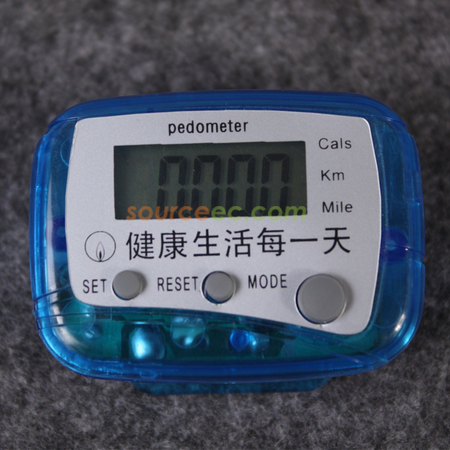 pedometer
Cals
0000
Km
Mile
sourceec.com
健康生活每一天
SET RESET MODE